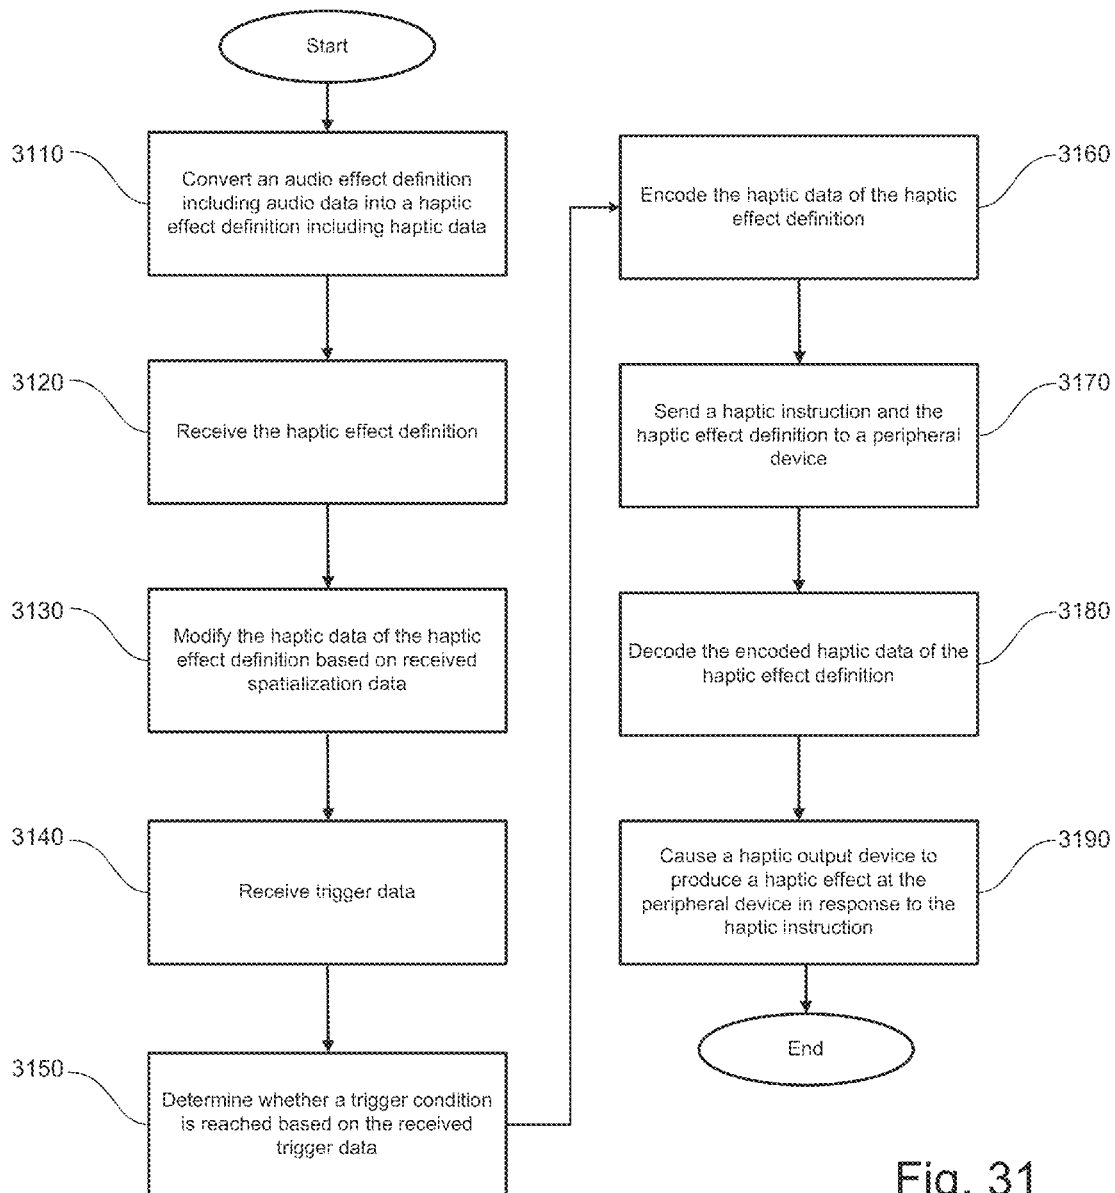 Start
3110
Convert an audio effect definition
including audio data into a haptic
effect definition including haptic data
3120
Receive the haptic effect definition
3130
Modify the haptic data of the haptic
effect definition based on received
spatialization data
3140
Receive trigger data
3150
Determine whether a trigger condition
is reached based on the received
trigger data
3160
Encode the haptic data of the haptic
effect definition
3170
Send a haptic instruction and the
haptic effect definition to a peripheral
device
3180
Decode the encoded haptic data of the
haptic effect definition
3190
Cause a haptic output device to
produce a haptic effect at the
peripheral device in response to the
haptic instruction
End
Fig. 31